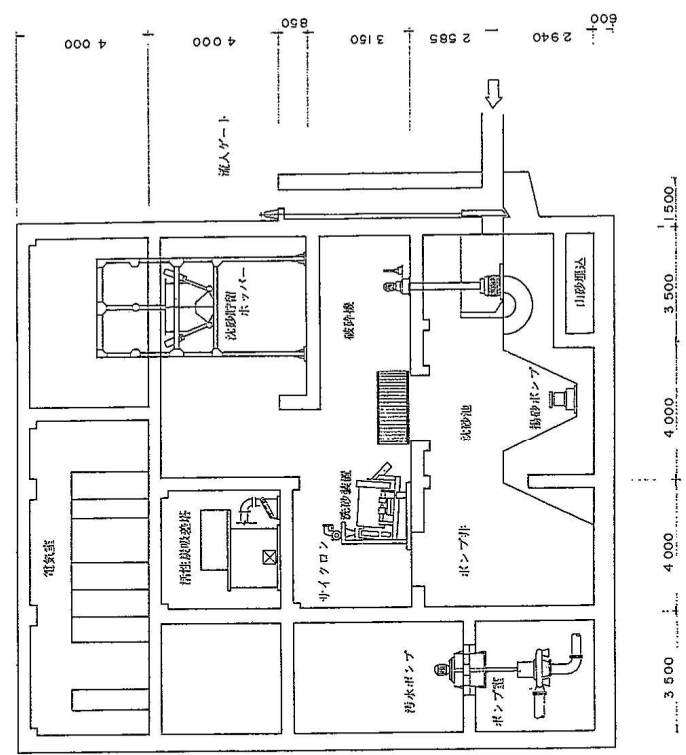 4 000
4 000
850
3 150
2 585
2 940
600
流入ゲート
沈砂貯留
ホッパー
破砕機
山砂埋込
沈砂池
揚砂ポンプ
電気室
活性炭吸着塔
サイクロン
洗砂装置
ポンプ井
汚水ポンプ
ポンプ室
1 500
3 500
4 000
4 000
3 500